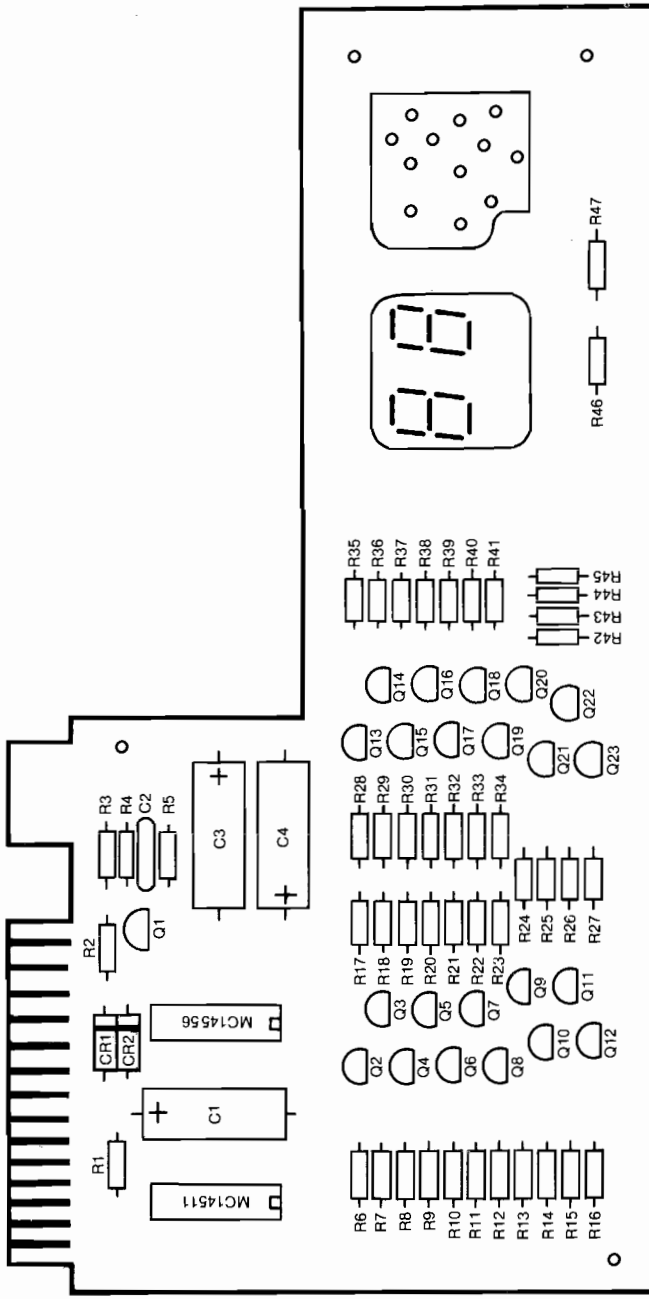 R47
R46
R35
R36
R37
R38
R39
R40
R41
R45
R44
R43
R42
Q14
Q16
Q18
Q20
Q22
Q13
Q15
Q17
Q19
Q21
Q23
R3
R4
C2
R5
C3
+
C4
+
R28
R29
R30
R31
R32
R33
R34
R2
Q1
R17
R18
R19
R20
R21
R22
R23
R24
R25
R26
R27
CR1
CR2
MC14556
Q3
Q5
Q7
Q9
Q11
Q2
Q4
Q6
Q8
Q10
Q12
R1
+
C1
MC14511
R6
R7
R8
R9
R10
R11
R12
R13
R14
R15
R16